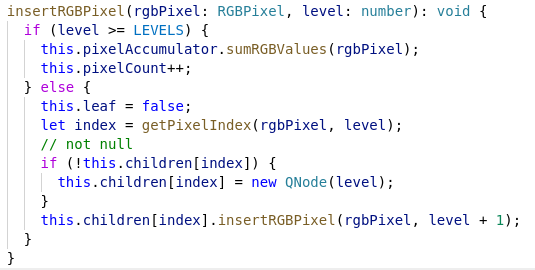 insertRGBPixel(rgbPixel: RGBPixel, level: number): void {
if (level >= LEVELS) {
this.pixelAccumulator.sumRGBValues(rgbPixel);
this.pixelCount++;
} else {
this.leaf = false;
let index = getPixelIndex(rgbPixel, level);
// not null
if (!this.children[index]) {
this.children[index] = new QNode(level);
}
this.children[index].insertRGBPixel(rgbPixel, level + 1);
}
}